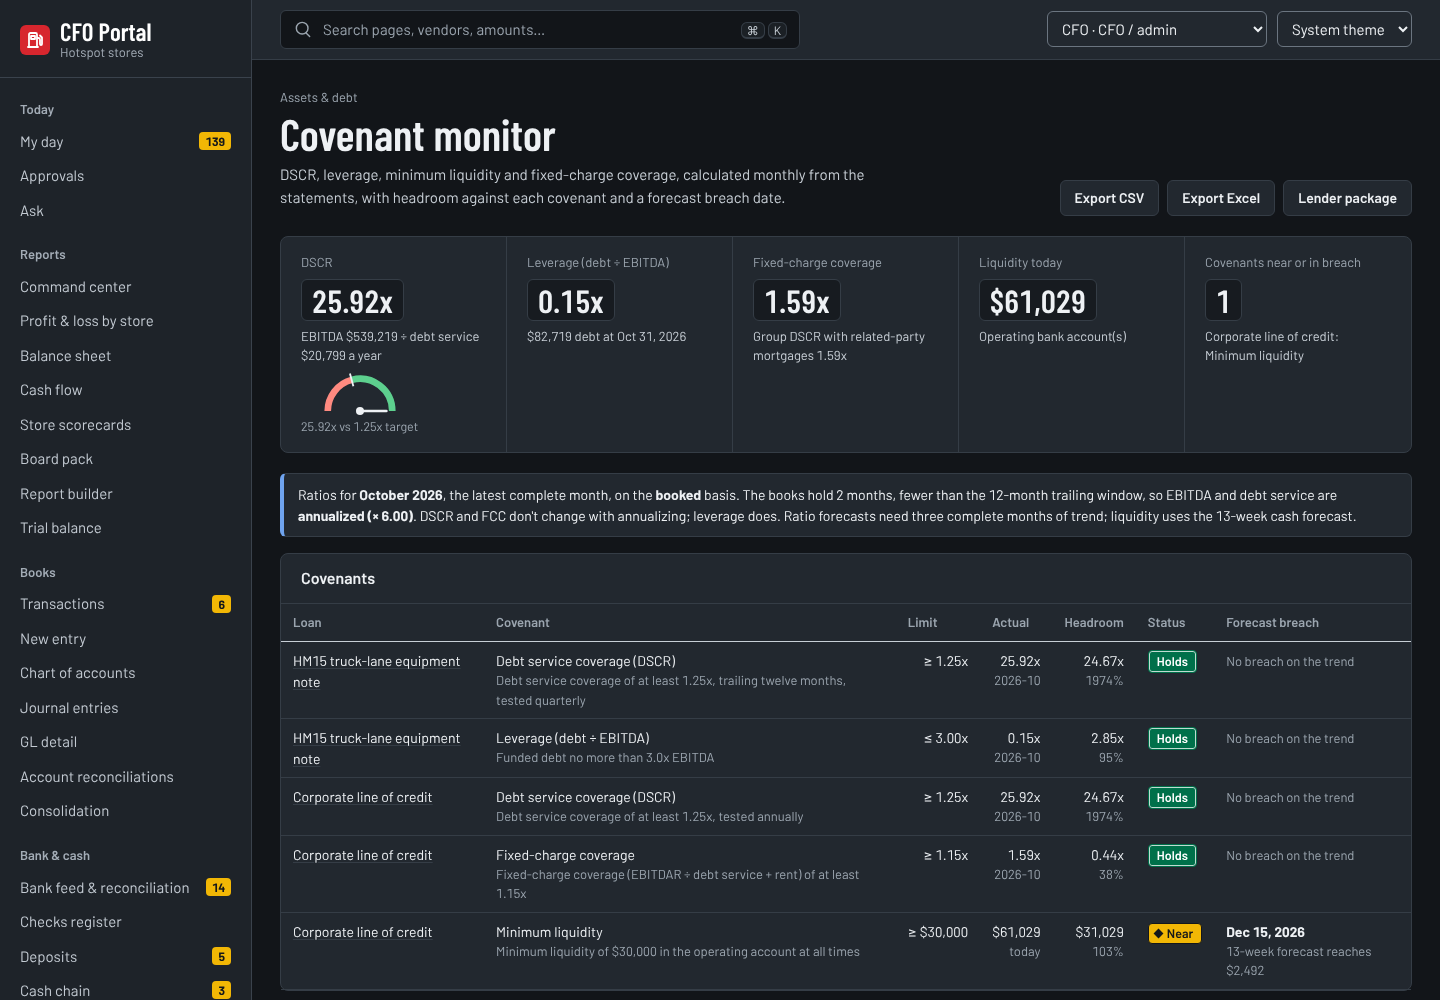 CFO Portal
Hotspot stores
Search pages, vendors, amounts...
⌘ K
CFO · CFO / admin
System theme
Today
My day 139
Approvals
Ask
Reports
Command center
Profit & loss by store
Balance sheet
Cash flow
Store scorecards
Board pack
Report builder
Trial balance
Books
Transactions 6
New entry
Chart of accounts
Journal entries
GL detail
Account reconciliations
Consolidation
Bank & cash
Bank feed & reconciliation 14
Checks register
Deposits 5
Cash chain 3
Assets & debt
Covenant monitor
DSCR, leverage, minimum liquidity and fixed-charge coverage, calculated monthly from the
statements, with headroom against each covenant and a forecast breach date.
Export CSV
Export Excel
Lender package
DSCR
25.92x
EBITDA $539,219 ÷ debt service
$20,799 a year
25.92x vs 1.25x target
Leverage (debt ÷ EBITDA)
0.15x
$82,719 debt at Oct 31, 2026
Fixed-charge coverage
1.59x
Group DSCR with related-party
mortgages 1.59x
Liquidity today
$61,029
Operating bank account(s)
Covenants near or in breach
1
Corporate line of credit:
Minimum liquidity
Ratios for October 2026, the latest complete month, on the booked basis. The books hold 2 months, fewer than the 12-month trailing window, so EBITDA and debt service are
annualized (× 6.00). DSCR and FCC don't change with annualizing; leverage does. Ratio forecasts need three complete months of trend; liquidity uses the 13-week cash forecast.
Covenants
Loan Covenant Limit Actual Headroom Status Forecast breach
HM15 truck-lane equipment Debt service coverage (DSCR) ≥ 1.25x 25.92x 24.67x Holds No breach on the trend
note Debt service coverage of at least 1.25x, trailing twelve months, 2026-10 1974%
tested quarterly
HM15 truck-lane equipment Leverage (debt ÷ EBITDA) ≤ 3.00x 0.15x 2.85x Holds No breach on the trend
note Funded debt no more than 3.0x EBITDA 2026-10 95%
Corporate line of credit Debt service coverage (DSCR) ≥ 1.25x 25.92x 24.67x Holds No breach on the trend
Debt service coverage of at least 1.25x, tested annually 2026-10 1974%
Corporate line of credit Fixed-charge coverage ≥ 1.15x 1.59x 0.44x Holds No breach on the trend
Fixed-charge coverage (EBITDAR ÷ debt service + rent) of at least 2026-10 38%
1.15x
Corporate line of credit Minimum liquidity ≥ $30,000 $61,029 $31,029 ◆ Near Dec 15, 2026
Minimum liquidity of $30,000 in the operating account at all times today 103% 13-week forecast reaches
$2,492